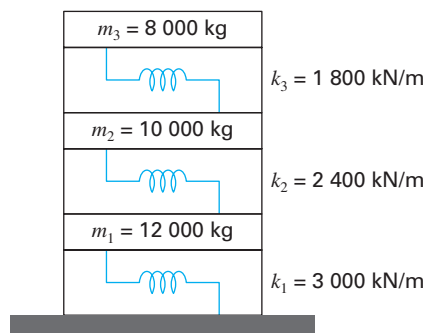 m₃ = 8 000 kg
k₃ = 1 800 kN/m
m₂ = 10 000 kg
k₂ = 2 400 kN/m
m₁ = 12 000 kg
k₁ = 3 000 kN/m